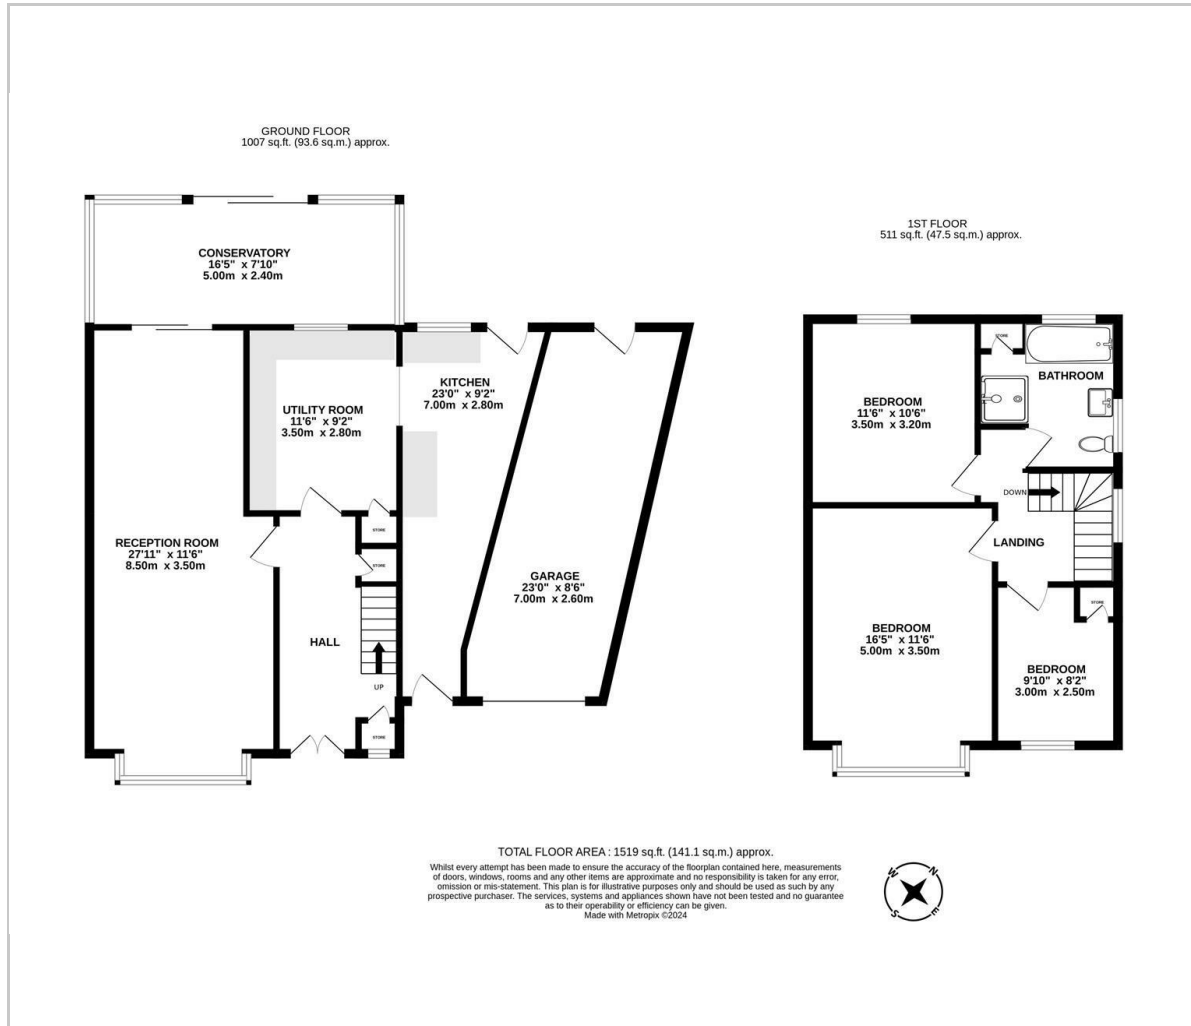 GROUND FLOOR
1007 sq.ft. (93.6 sq.m.) approx.
CONSERVATORY
16'5" x 7'10"
5.00m x 2.40m
KITCHEN
23'0" x 9'2"
7.00m x 2.80m
UTILITY ROOM
11'6" x 9'2"
3.50m x 2.80m
STORE
RECEPTION ROOM
27'11" x 11'6"
8.50m x 3.50m
STORE
GARAGE
23'0" x 8'6"
7.00m x 2.60m
HALL
UP
STORE
1ST FLOOR
511 sq.ft. (47.5 sq.m.) approx.
STORE
BATHROOM
BEDROOM
11'6" x 10'6"
3.50m x 3.20m
DOWN
LANDING
STORE
BEDROOM
16'5" x 11'6"
5.00m x 3.50m
BEDROOM
9'10" x 8'2"
3.00m x 2.50m
TOTAL FLOOR AREA : 1519 sq.ft. (141.1 sq.m.) approx.
Whilst every attempt has been made to ensure the accuracy of the floorplan contained here, measurements
of doors, windows, rooms and any other items are approximate and no responsibility is taken for any error,
omission or mis-statement. This plan is for illustrative purposes only and should be used as such by any
prospective purchaser. The services, systems and appliances shown have not been tested and no guarantee
as to their operability or efficiency can be given.
Made with Metropix ©2024
W
N
S
E